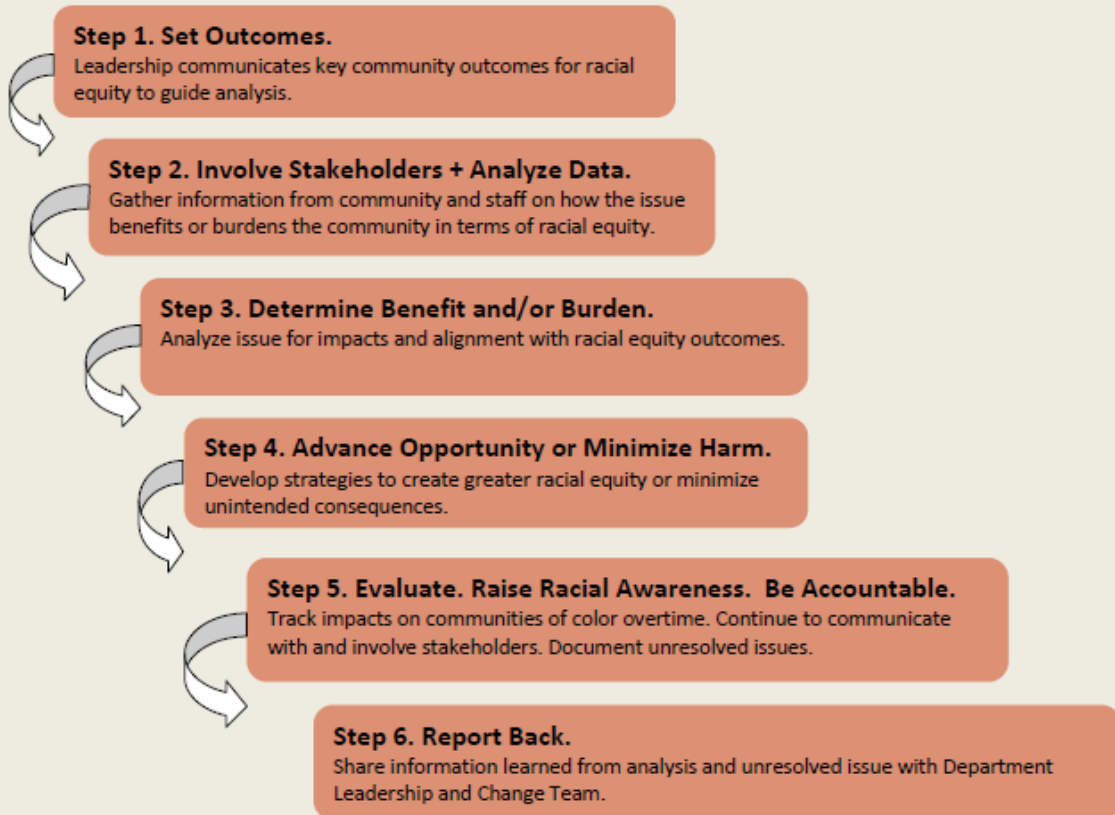 Step 1. Set Outcomes.
Leadership communicates key community outcomes for racial
equity to guide analysis.
Step 2. Involve Stakeholders + Analyze Data.
Gather information from community and staff on how the issue
benefits or burdens the community in terms of racial equity.
Step 3. Determine Benefit and/or Burden.
Analyze issue for impacts and alignment with racial equity outcomes.
Step 4. Advance Opportunity or Minimize Harm.
Develop strategies to create greater racial equity or minimize
unintended consequences.
Step 5. Evaluate. Raise Racial Awareness.  Be Accountable.
Track impacts on communities of color overtime. Continue to communicate
with and involve stakeholders. Document unresolved issues.
Step 6. Report Back.
Share information learned from analysis and unresolved issue with Department
Leadership and Change Team.